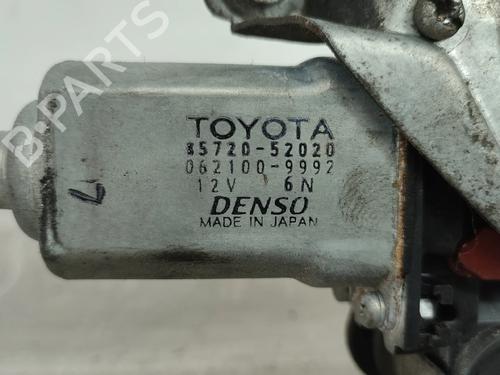 B-PARTS
TOYOTA
85720-52020
062100-9992
12V 6N
DENSO
MADE IN JAPAN
L